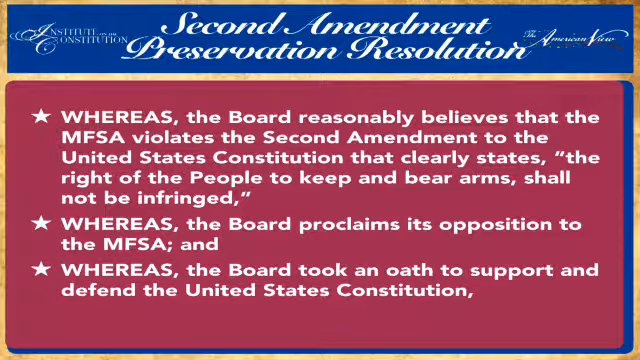 INSTITUTE ON THE
CONSTITUTION
Second Amendment
Preservation Resolution
The American View
★ WHEREAS, the Board reasonably believes that the
MFSA violates the Second Amendment to the
United States Constitution that clearly states, “the
right of the People to keep and bear arms, shall
not be infringed,”
★ WHEREAS, the Board proclaims its opposition to
the MFSA; and
★ WHEREAS, the Board took an oath to support and
defend the United States Constitution,